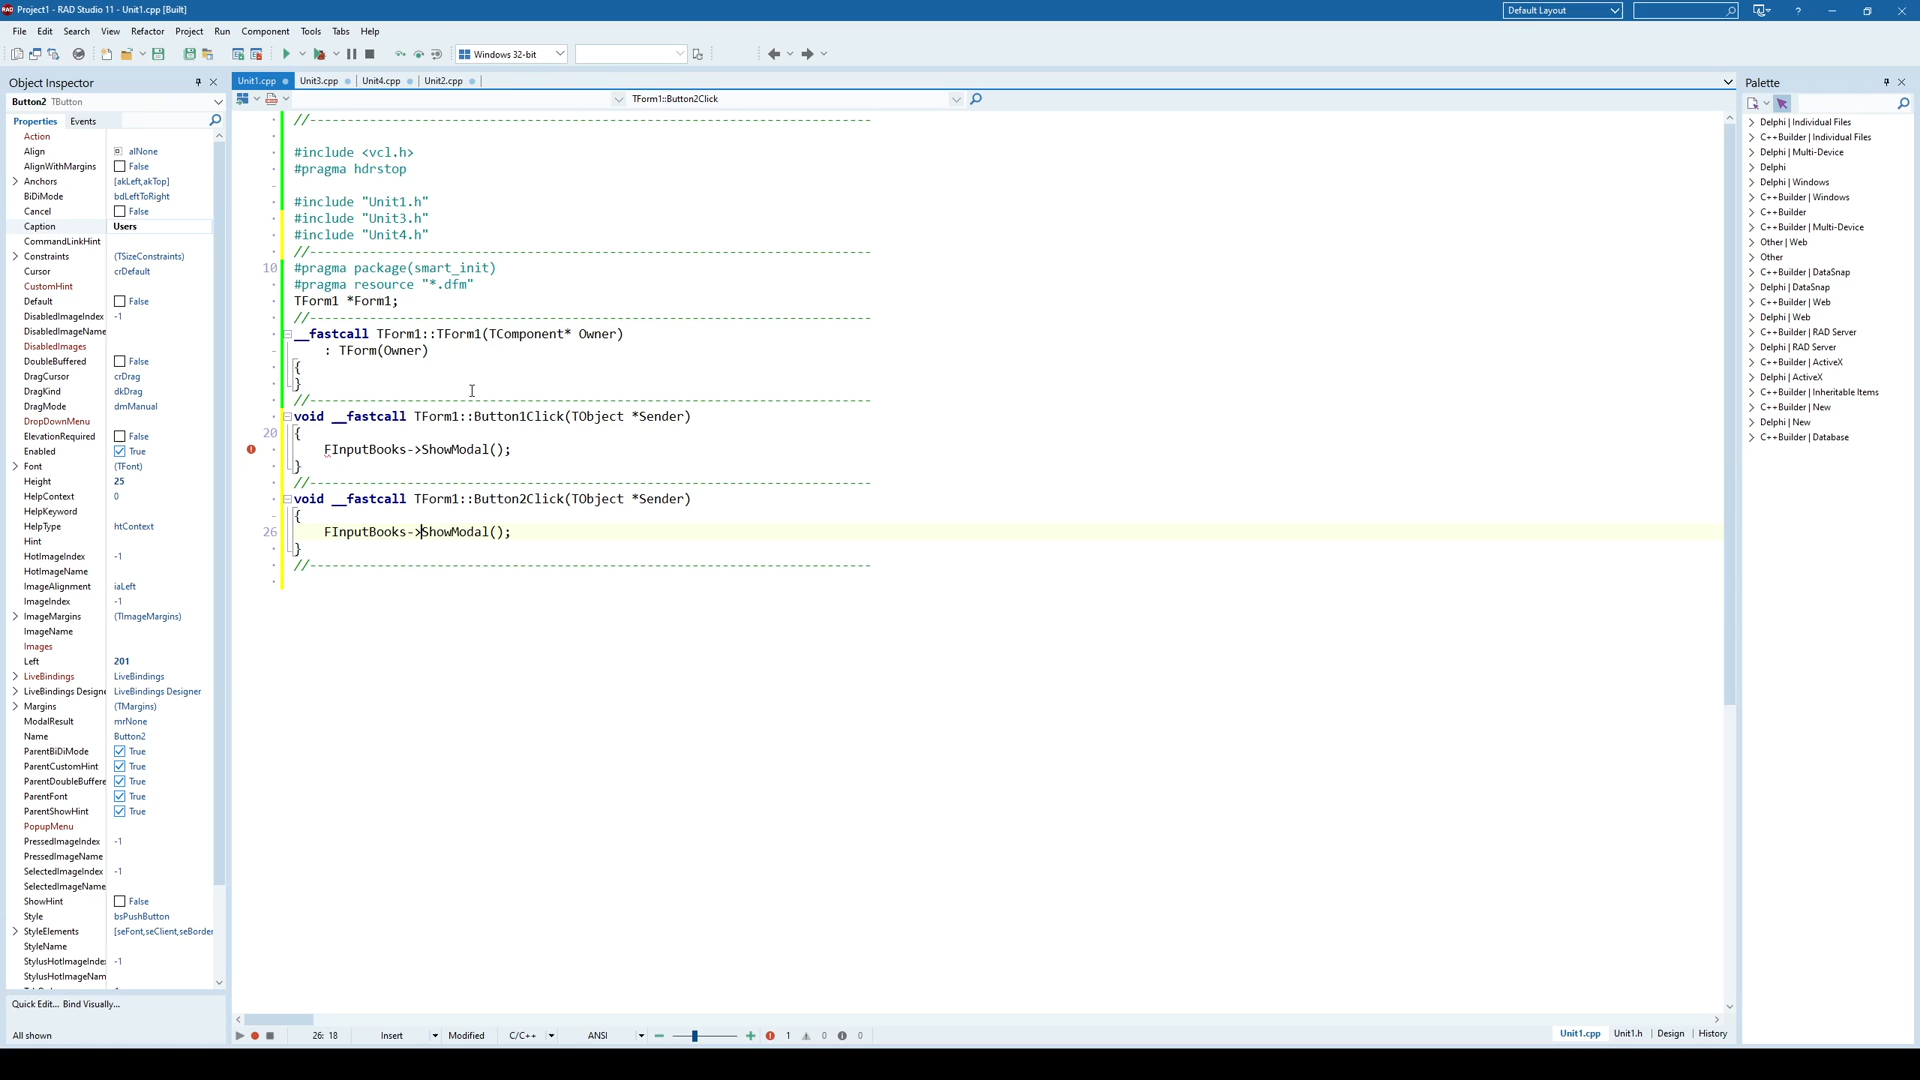 Project1 - RAD Studio 11 - Unit1.cpp [Built]
Default Layout
File Edit Search View Refactor Project Run Component Tools Tabs Help
Windows 32-bit
Object Inspector
Button2 TButton
Properties Events
Action
Align alNone
AlignWithMargins False
Anchors [akLeft,akTop]
BiDiMode bdLeftToRight
Cancel False
Caption Users
CommandLinkHint
Constraints (TSizeConstraints)
Cursor crDefault
CustomHint
Default False
DisabledImageIndex -1
DisabledImageName
DisabledImages
DoubleBuffered False
DragCursor crDrag
DragKind dkDrag
DragMode dmManual
DropDownMenu
ElevationRequired False
Enabled True
Font (TFont)
Height 25
HelpContext 0
HelpKeyword
HelpType htContext
Hint
HotImageIndex -1
HotImageName
ImageAlignment iaLeft
ImageIndex -1
ImageMargins (TImageMargins)
ImageName
Images
Left 201
LiveBindings LiveBindings
LiveBindings Designe LiveBindings Designer
Margins (TMargins)
ModalResult mrNone
Name Button2
ParentBiDiMode True
ParentCustomHint True
ParentDoubleBuffere True
ParentFont True
ParentShowHint True
PopupMenu
PressedImageIndex -1
PressedImageName
SelectedImageIndex -1
SelectedImageName
ShowHint False
Style bsPushButton
StyleElements [seFont,seClient,seBorder
StyleName
StylusHotImageIndex -1
StylusHotImageNam
Quick Edit... Bind Visually...
All shown
Unit1.cpp Unit3.cpp Unit4.cpp Unit2.cpp
TForm1::Button2Click
//---------------------------------------------------------------------------
#include <vcl.h>
#pragma hdrstop
#include "Unit1.h"
#include "Unit3.h"
#include "Unit4.h"
//---------------------------------------------------------------------------
10 #pragma package(smart_init)
#pragma resource "*.dfm"
TForm1 *Form1;
//---------------------------------------------------------------------------
__fastcall TForm1::TForm1(TComponent* Owner)
: TForm(Owner)
{
}
//---------------------------------------------------------------------------
void __fastcall TForm1::Button1Click(TObject *Sender)
20 {
FInputBooks->ShowModal();
}
//---------------------------------------------------------------------------
void __fastcall TForm1::Button2Click(TObject *Sender)
{
26 FInputBooks->ShowModal();
}
//---------------------------------------------------------------------------
26: 18 Insert Modified C/C++ ANSI 1 0 0
Unit1.cpp Unit1.h Design History
Palette
Delphi | Individual Files
C++Builder | Individual Files
Delphi | Multi-Device
Delphi
Delphi | Windows
C++Builder | Windows
C++Builder
C++Builder | Multi-Device
Other | Web
Other
C++Builder | DataSnap
Delphi | DataSnap
C++Builder | Web
Delphi | Web
C++Builder | RAD Server
Delphi | RAD Server
C++Builder | ActiveX
Delphi | ActiveX
C++Builder | Inheritable Items
C++Builder | New
Delphi | New
C++Builder | Database